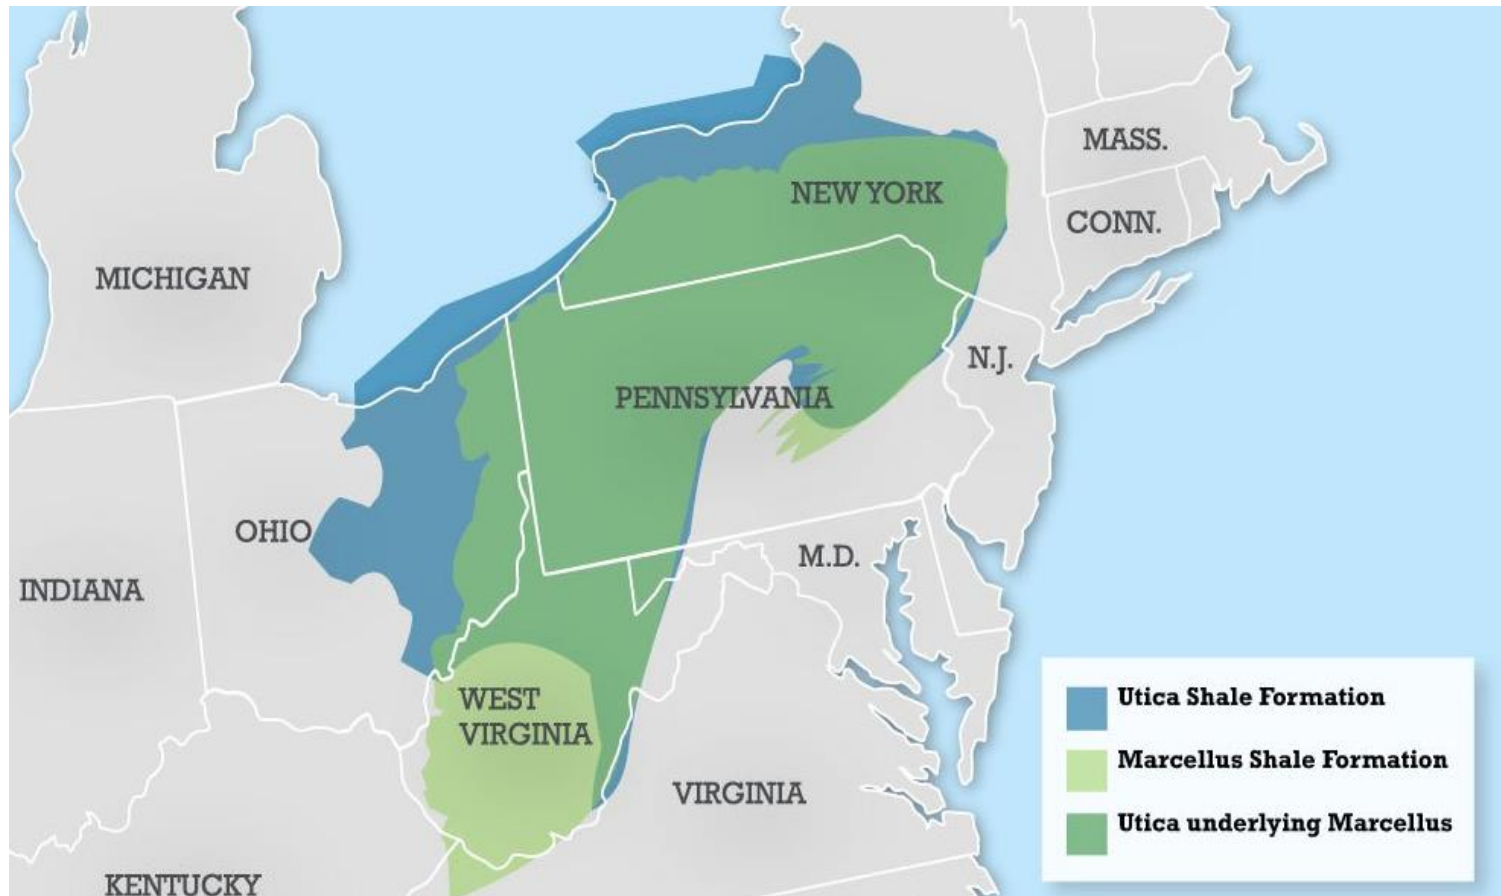 MASS.
NEW YORK
CONN.
MICHIGAN
N.J.
PENNSYLVANIA
OHIO
M.D.
INDIANA
WEST
VIRGINIA
VIRGINIA
KENTUCKY
Utica Shale Formation
Marcellus Shale Formation
Utica underlying Marcellus